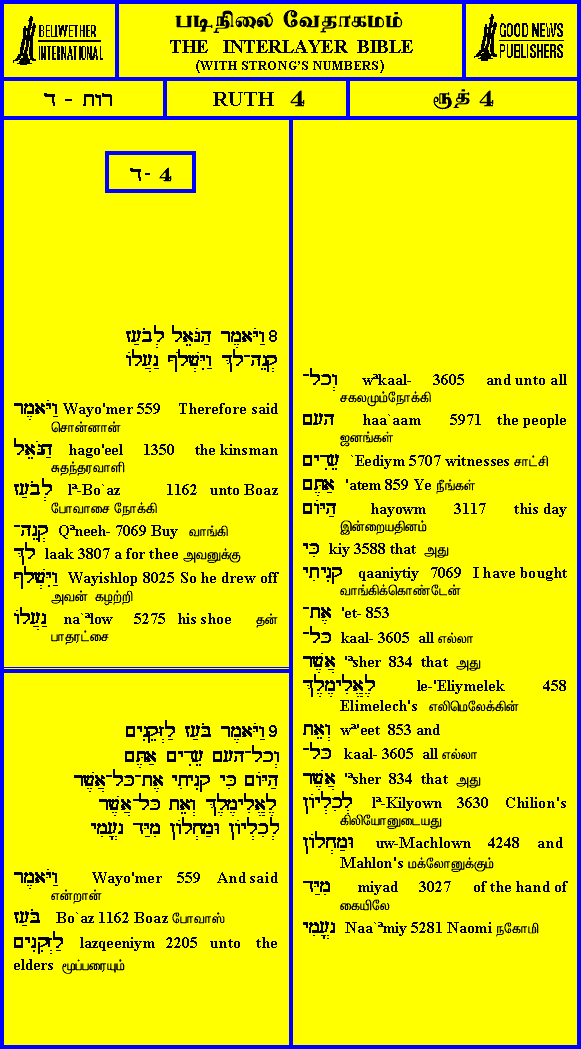 BELLWETHER
INTERNATIONAL
படிநிலை வேதாகமம்
THE INTERLAYER BIBLE
(WITH STRONG'S NUMBERS)
GOOD NEWS
PUBLISHERS
רות - ד
RUTH 4
ரூத் 4
ד- 4
8 וַיֹּאמֶר הַגֹּאֵל לְבֹעַז
קְנֵה־לָךְ וַיִּשְׁלֹף נַעֲלוֹ
וַיֹּאמֶר Wayo'mer 559 Therefore said
சொன்னான்
הַגֹּאֵל hago'eel 1350 the kinsman
சுதந்தரவாளி
לְבֹעַז lª-Bo`az 1162 unto Boaz
போவாசை நோக்கி
קְנֵה־ Qªneeh- 7069 Buy வாங்கி
לָךְ laak 3807 a for thee அவனுக்கு
וַיִּשְׁלֹף Wayishlop 8025 So he drew off
அவன் கழற்றி
נַעֲלוֹ na`ªlow 5275 his shoe தன்
பாதரட்சை
9 וַיֹּאמֶר בֹּעַז לַזְּקֵנִים
וְכָל־הָעָם עֵדִים אַתֶּם
הַיּוֹם כִּי קָנִיתִי אֶת־כָּל־אֲשֶׁר
לֶאֱלִימֶלֶךְ וְאֵת כָּל־אֲשֶׁר
לְכִלְיוֹן וּמַחְלוֹן מִיַּד נָעֳמִי
וַיֹּאמֶר Wayo'mer 559 And said
என்றான்
בֹּעַז Bo`az 1162 Boaz போவாஸ்
לַזְּקֵנִים lazqeeniym 2205 unto the
elders மூப்பரையும்
וְכָל־ wªkaal- 3605 and unto all
சகலமும்நோக்கி
הָעָם haa`aam 5971 the people
ஜனங்கள்
עֵדִים `Eediym 5707 witnesses சாட்சி
אַתֶּם 'atem 859 Ye நீங்கள்
הַיּוֹם hayowm 3117 this day
இன்றையதினம்
כִּי kiy 3588 that அது
קָנִיתִי qaaniytiy 7069 I have bought
வாங்கிக்கொண்டேன்
אֶת־ 'et- 853
כָּל־ kaal- 3605 all எல்லா
אֲשֶׁר 'ªsher 834 that அது
לֶאֱלִימֶלֶךְ le-'Eliymelek 458
Elimelech's எலிமெலேக்கின்
וְאֵת wª'eet 853 and
כָּל־ kaal- 3605 all எல்லா
אֲשֶׁר 'ªsher 834 that அது
לְכִלְיוֹן lª-Kilyown 3630 Chilion's
கிலியோனுடையது
וּמַחְלוֹן uw-Machlown 4248 and
Mahlon's மக்லோனுக்கும்
מִיַּד miyad 3027 of the hand of
கையிலே
נָעֳמִי Naa`ªmiy 5281 Naomi நகோமி